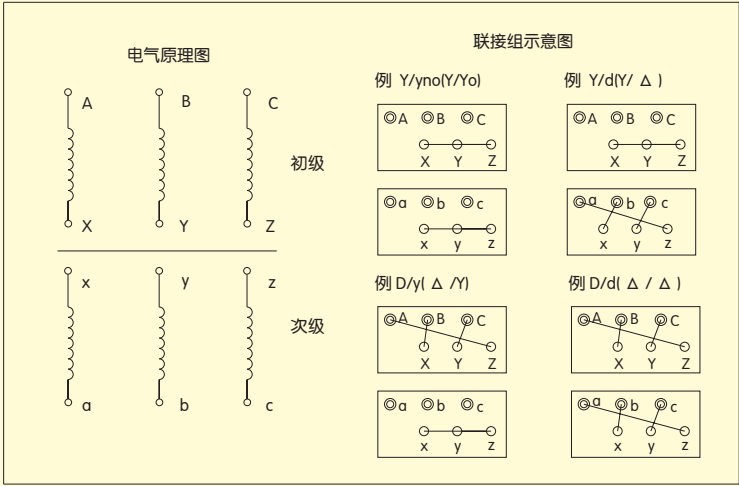 电气原理图
A B C
初级
X Y Z
x y z
次级
a b c
联接组示意图
例 Y/yno(Y/Yo)
A B C
X Y Z
a b c
x y z
例 Y/d(Y/ Δ )
A B C
X Y Z
a b c
x y z
例 D/y( Δ /Y)
A B C
X Y Z
a b c
x y z
例 D/d( Δ / Δ )
A B C
X Y Z
a b c
x y z